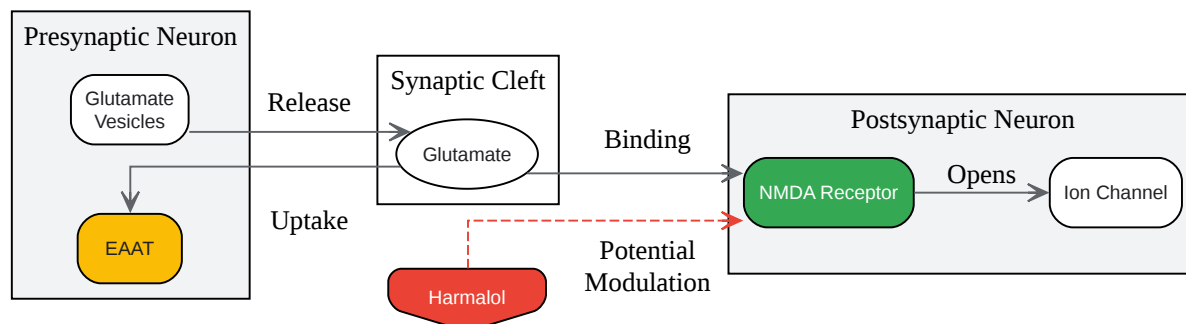 Presynaptic Neuron
Glutamate
Vesicles
Release
Synaptic Cleft
Glutamate
Binding
Postsynaptic Neuron
NMDA Receptor
Opens
Ion Channel
EAAT
Uptake
Potential
Modulation
Harmalol